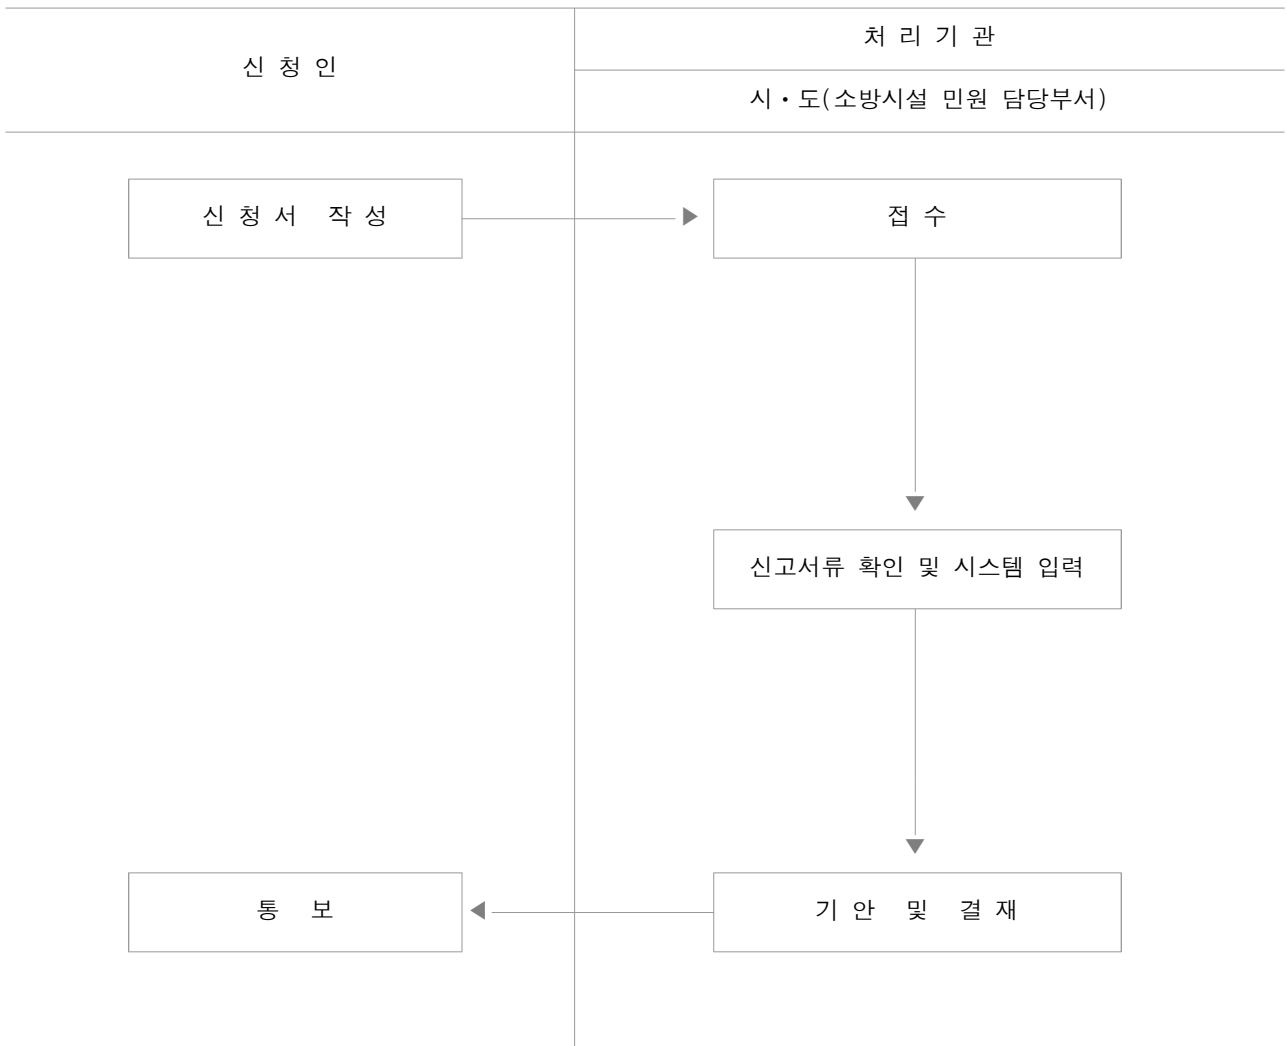 신 청 인
처 리 기 관
시·도(소방시설 민원 담당부서)
신 청 서 작 성
접 수
신고서류 확인 및 시스템 입력
통 보
기 안 및 결 재